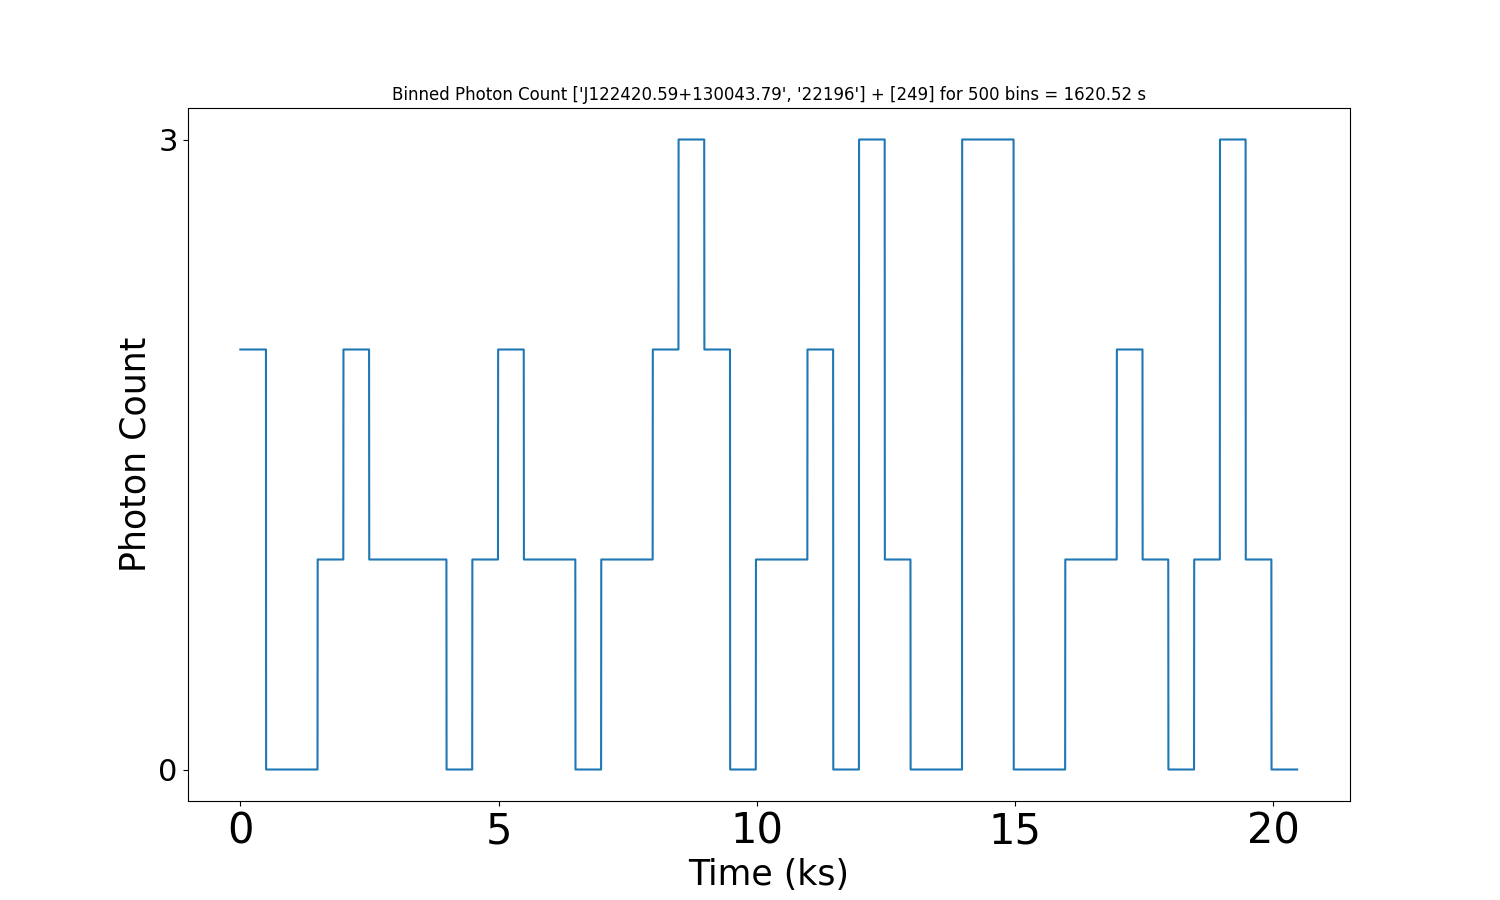 Binned Photon Count ['J122420.59+130043.79', '22196'] + [249] for 500 bins = 1620.52 s
3
Photon Count
0
0 5 10 15 20
Time (ks)